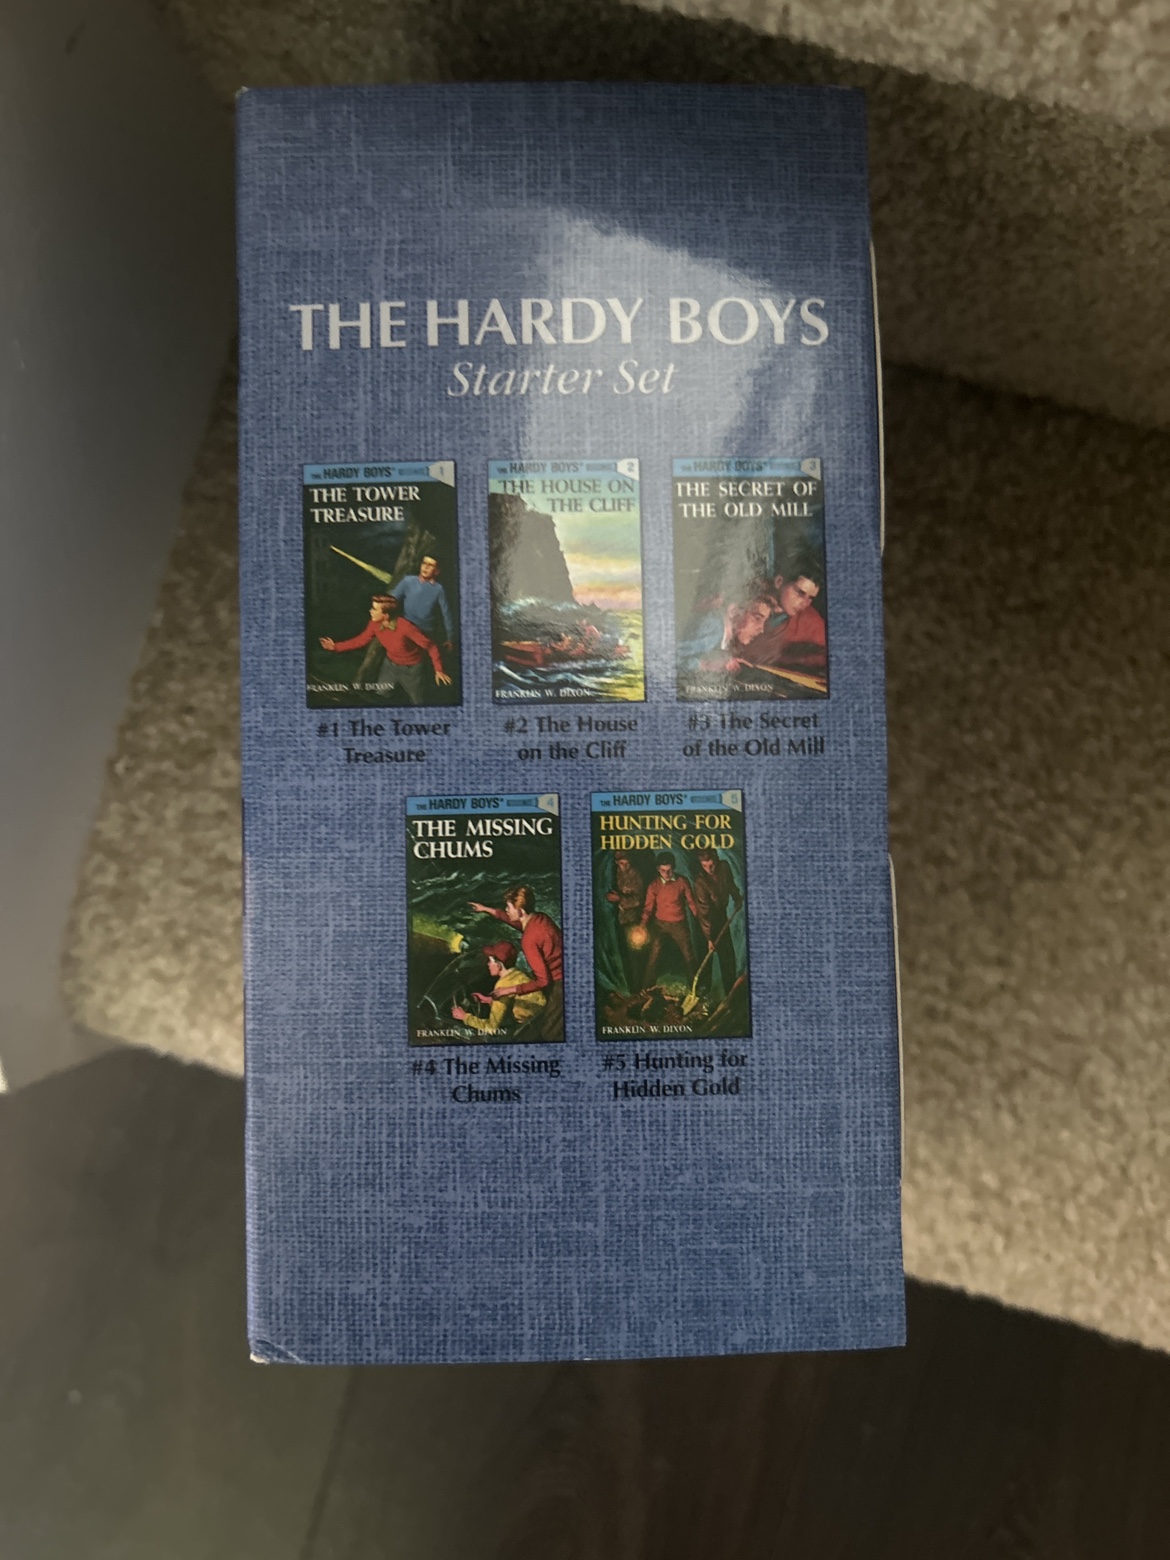 THE HARDY BOYS
Starter Set
THE HARDY BOYS® 1
THE TOWER
TREASURE
FRANKLIN W. DIXON
#1 The Tower
Treasure
THE HARDY BOYS® 2
THE HOUSE ON
THE CLIFF
FRANKLIN W. DIXON
#2 The House
on the Cliff
THE HARDY BOYS® 3
THE SECRET OF
THE OLD MILL
FRANKLIN W. DIXON
#3 The Secret
of the Old Mill
THE HARDY BOYS® 4
THE MISSING
CHUMS
FRANKLIN W. DIXON
#4 The Missing
Chums
THE HARDY BOYS® 5
HUNTING FOR
HIDDEN GOLD
FRANKLIN W. DIXON
#5 Hunting for
Hidden Gold